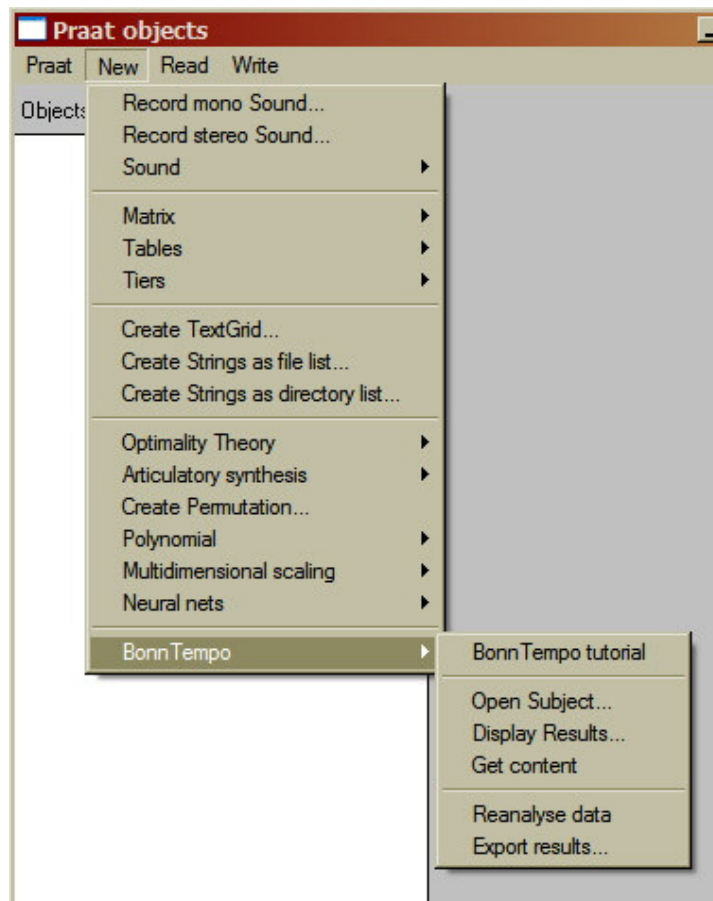 Praat objects
Praat New Read Write
Objects
Record mono Sound...
Record stereo Sound...
Sound
Matrix
Tables
Tiers
Create TextGrid...
Create Strings as file list...
Create Strings as directory list...
Optimality Theory
Articulatory synthesis
Create Permutation...
Polynomial
Multidimensional scaling
Neural nets
BonnTempo
BonnTempo tutorial
Open Subject...
Display Results...
Get content
Reanalyse data
Export results...